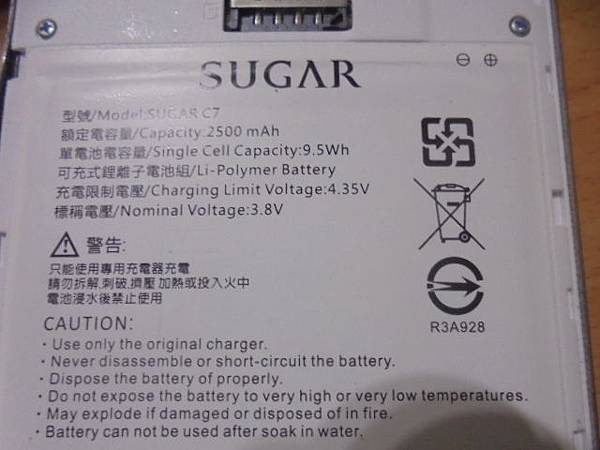 SUGAR
型號/Model:SUGAR C7
額定電容量/Capacity:2500 mAh
單電池電容量/Single Cell Capacity:9.5Wh
可充式鋰離子電池組/Li-Polymer Battery
充電限制電壓/Charging Limit Voltage:4.35V
標稱電壓/Nominal Voltage:3.8V
警告:
只能使用專用充電器充電
請勿拆解,刺破,擠壓,加熱或投入火中
電池浸水後禁止使用
R3A928
CAUTION:
· Use only the original charger.
· Never disassemble or short-circuit the battery.
· Dispose the battery of properly.
· Do not expose the battery to very high or very low temperatures.
· May explode if damaged or disposed of in fire.
· Battery can not be used after soak in water.